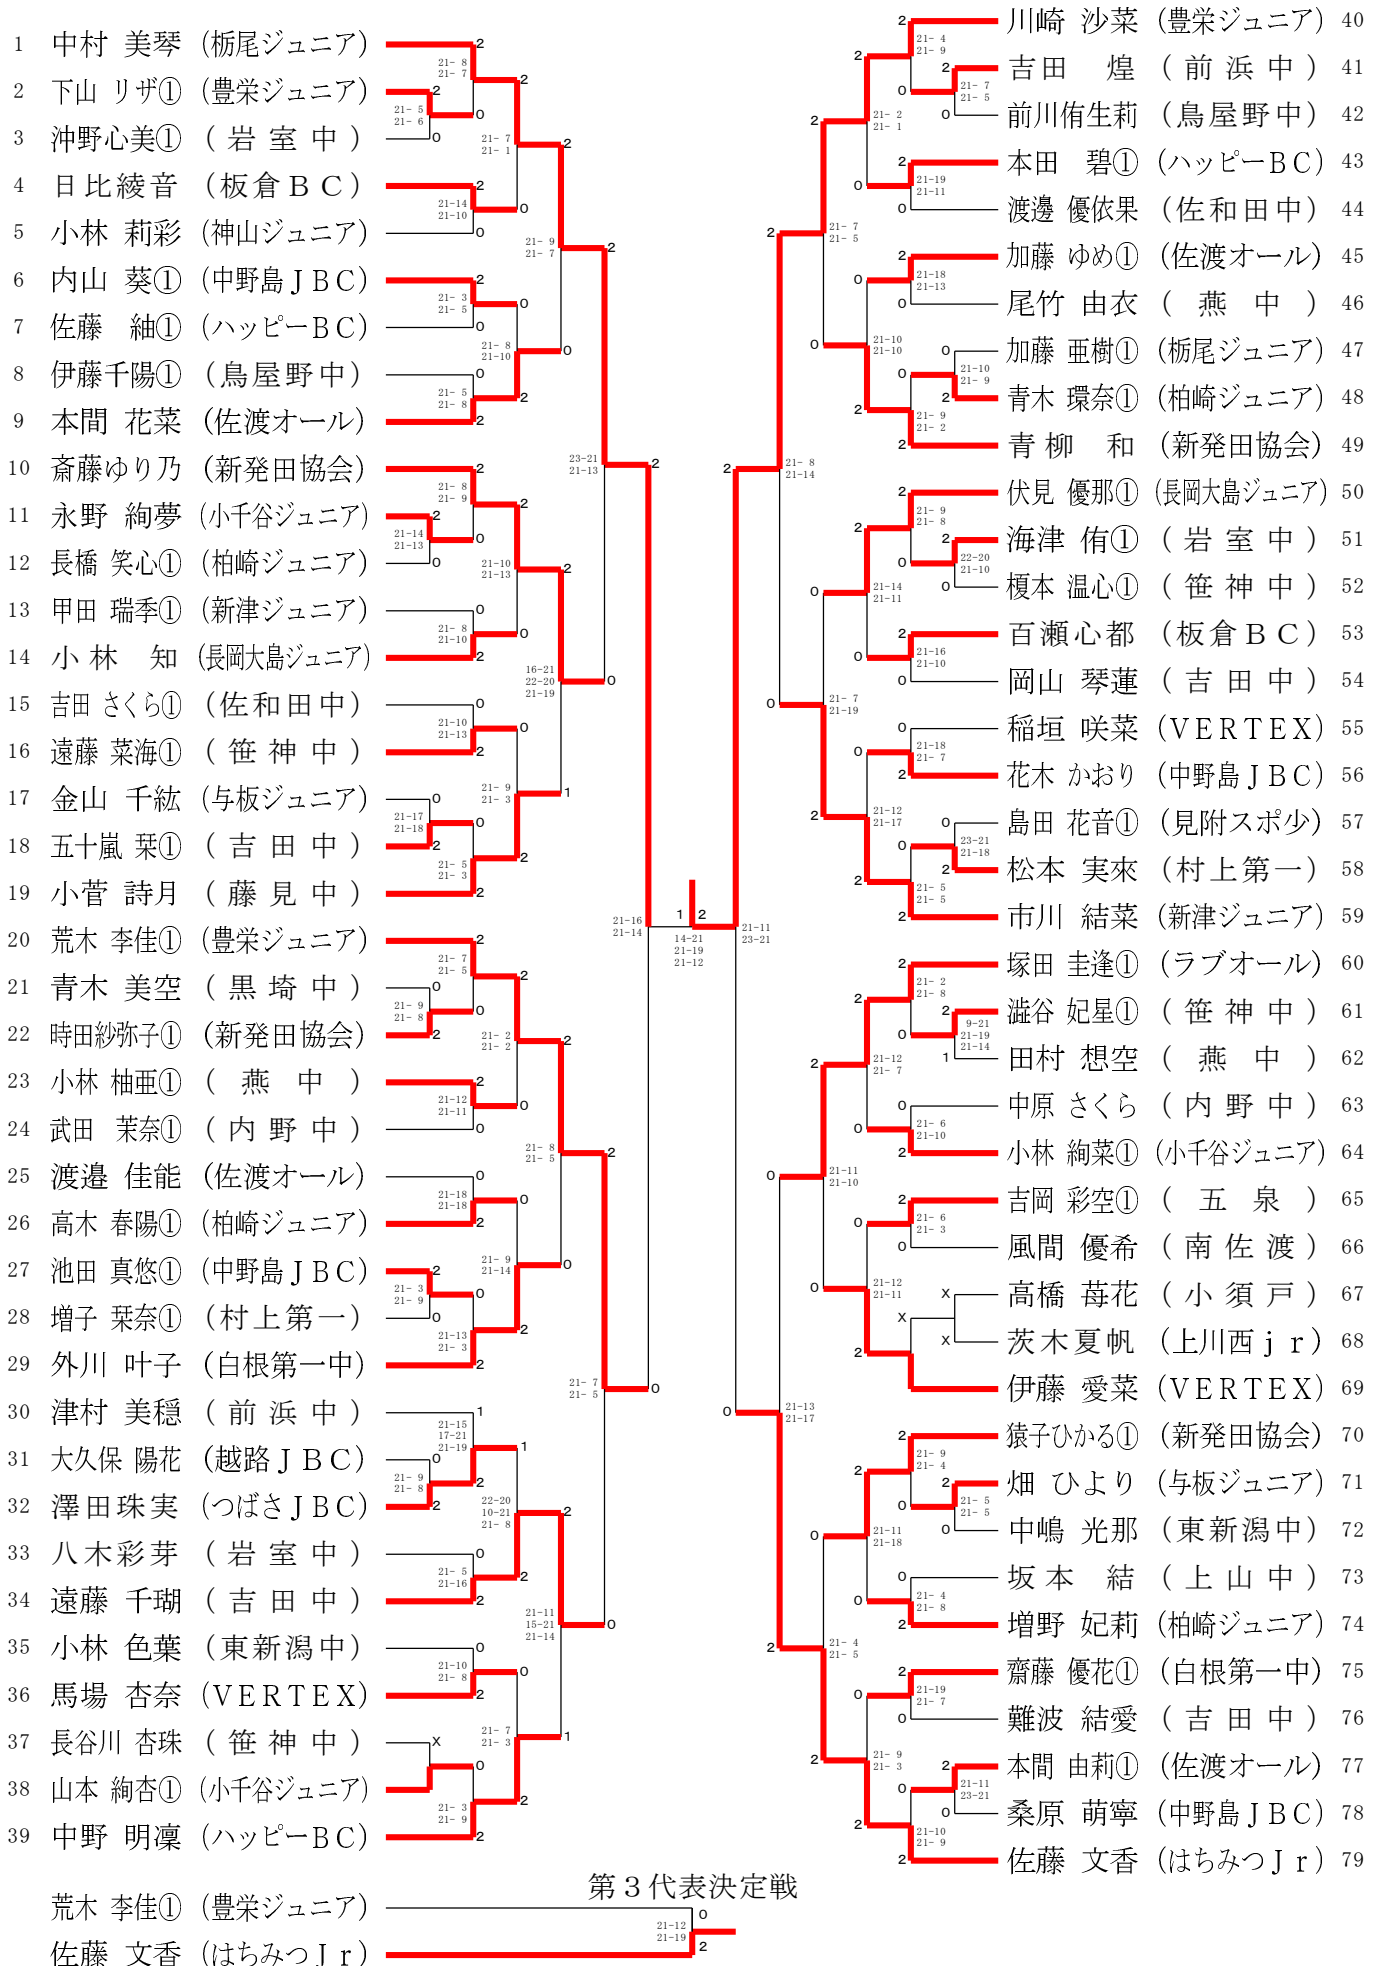 1 中村 美琴 (栃尾ジュニア)
2 下山 リザ① (豊栄ジュニア)
3 沖野心美① (岩室中)
4 日比綾音 (板倉ＢＣ)
5 小林 莉彩 (神山ジュニア)
6 内山 葵① (中野島ＪＢＣ)
7 佐藤 紬① (ハッピーＢＣ)
8 伊藤千陽① (鳥屋野中)
9 本間 花菜 (佐渡オール)
10 斎藤ゆり乃 (新発田協会)
11 永野 絢夢 (小千谷ジュニア)
12 長橋 笑心① (柏崎ジュニア)
13 甲田 瑞季① (新津ジュニア)
14 小林 知 (長岡大島ジュニア)
15 吉田 さくら① (佐和田中)
16 遠藤 菜海① (笹神中)
17 金山 千紘 (与板ジュニア)
18 五十嵐 栞① (吉田中)
19 小菅 詩月 (藤見中)
20 荒木 李佳① (豊栄ジュニア)
21 青木 美空 (黒埼中)
22 時田紗弥子① (新発田協会)
23 小林 柚亜① (燕中)
24 武田 茉奈① (内野中)
25 渡邉 佳能 (佐渡オール)
26 高木 春陽① (柏崎ジュニア)
27 池田 真悠① (中野島ＪＢＣ)
28 増子 栞奈① (村上第一)
29 外川 叶子 (白根第一中)
30 津村 美穏 (前浜中)
31 大久保 陽花 (越路ＪＢＣ)
32 澤田珠実 (つばさＪＢＣ)
33 八木彩芽 (岩室中)
34 遠藤 千瑚 (吉田中)
35 小林 色葉 (東新潟中)
36 馬場 杏奈 (ＶＥＲＴＥＸ)
37 長谷川 杏珠 (笹神中)
38 山本 絢杏① (小千谷ジュニア)
39 中野 明凜 (ハッピーＢＣ)
川崎 沙菜 (豊栄ジュニア) 40
吉田 煌 (前浜中) 41
前川侑生莉 (鳥屋野中) 42
本田 碧① (ハッピーＢＣ) 43
渡邊 優依果 (佐和田中) 44
加藤 ゆめ① (佐渡オール) 45
尾竹 由衣 (燕中) 46
加藤 亜樹① (栃尾ジュニア) 47
青木 環奈① (柏崎ジュニア) 48
青柳 和 (新発田協会) 49
伏見 優那① (長岡大島ジュニア) 50
海津 侑① (岩室中) 51
榎本 温心① (笹神中) 52
百瀬心都 (板倉ＢＣ) 53
岡山 琴蓮 (吉田中) 54
稲垣 咲菜 (ＶＥＲＴＥＸ) 55
花木 かおり (中野島ＪＢＣ) 56
島田 花音① (見附スポ少) 57
松本 実來 (村上第一) 58
市川 結菜 (新津ジュニア) 59
塚田 圭逢① (ラブオール) 60
澁谷 妃星① (笹神中) 61
田村 想空 (燕中) 62
中原 さくら (内野中) 63
小林 絢菜① (小千谷ジュニア) 64
吉岡 彩空① (五泉) 65
風間 優希 (南佐渡) 66
高橋 苺花 (小須戸) 67
茨木夏帆 (上川西ｊｒ) 68
伊藤 愛菜 (ＶＥＲＴＥＸ) 69
猿子ひかる① (新発田協会) 70
畑 ひより (与板ジュニア) 71
中嶋 光那 (東新潟中) 72
坂本 結 (上山中) 73
増野 妃莉 (柏崎ジュニア) 74
齋藤 優花① (白根第一中) 75
難波 結愛 (吉田中) 76
本間 由莉① (佐渡オール) 77
桑原 萌寧 (中野島ＪＢＣ) 78
佐藤 文香 (はちみつＪｒ) 79
1 2
14-21
21-19
21-12
第３代表決定戦
荒木 李佳① (豊栄ジュニア) 0
21-12
21-19
佐藤 文香 (はちみつＪｒ) 2